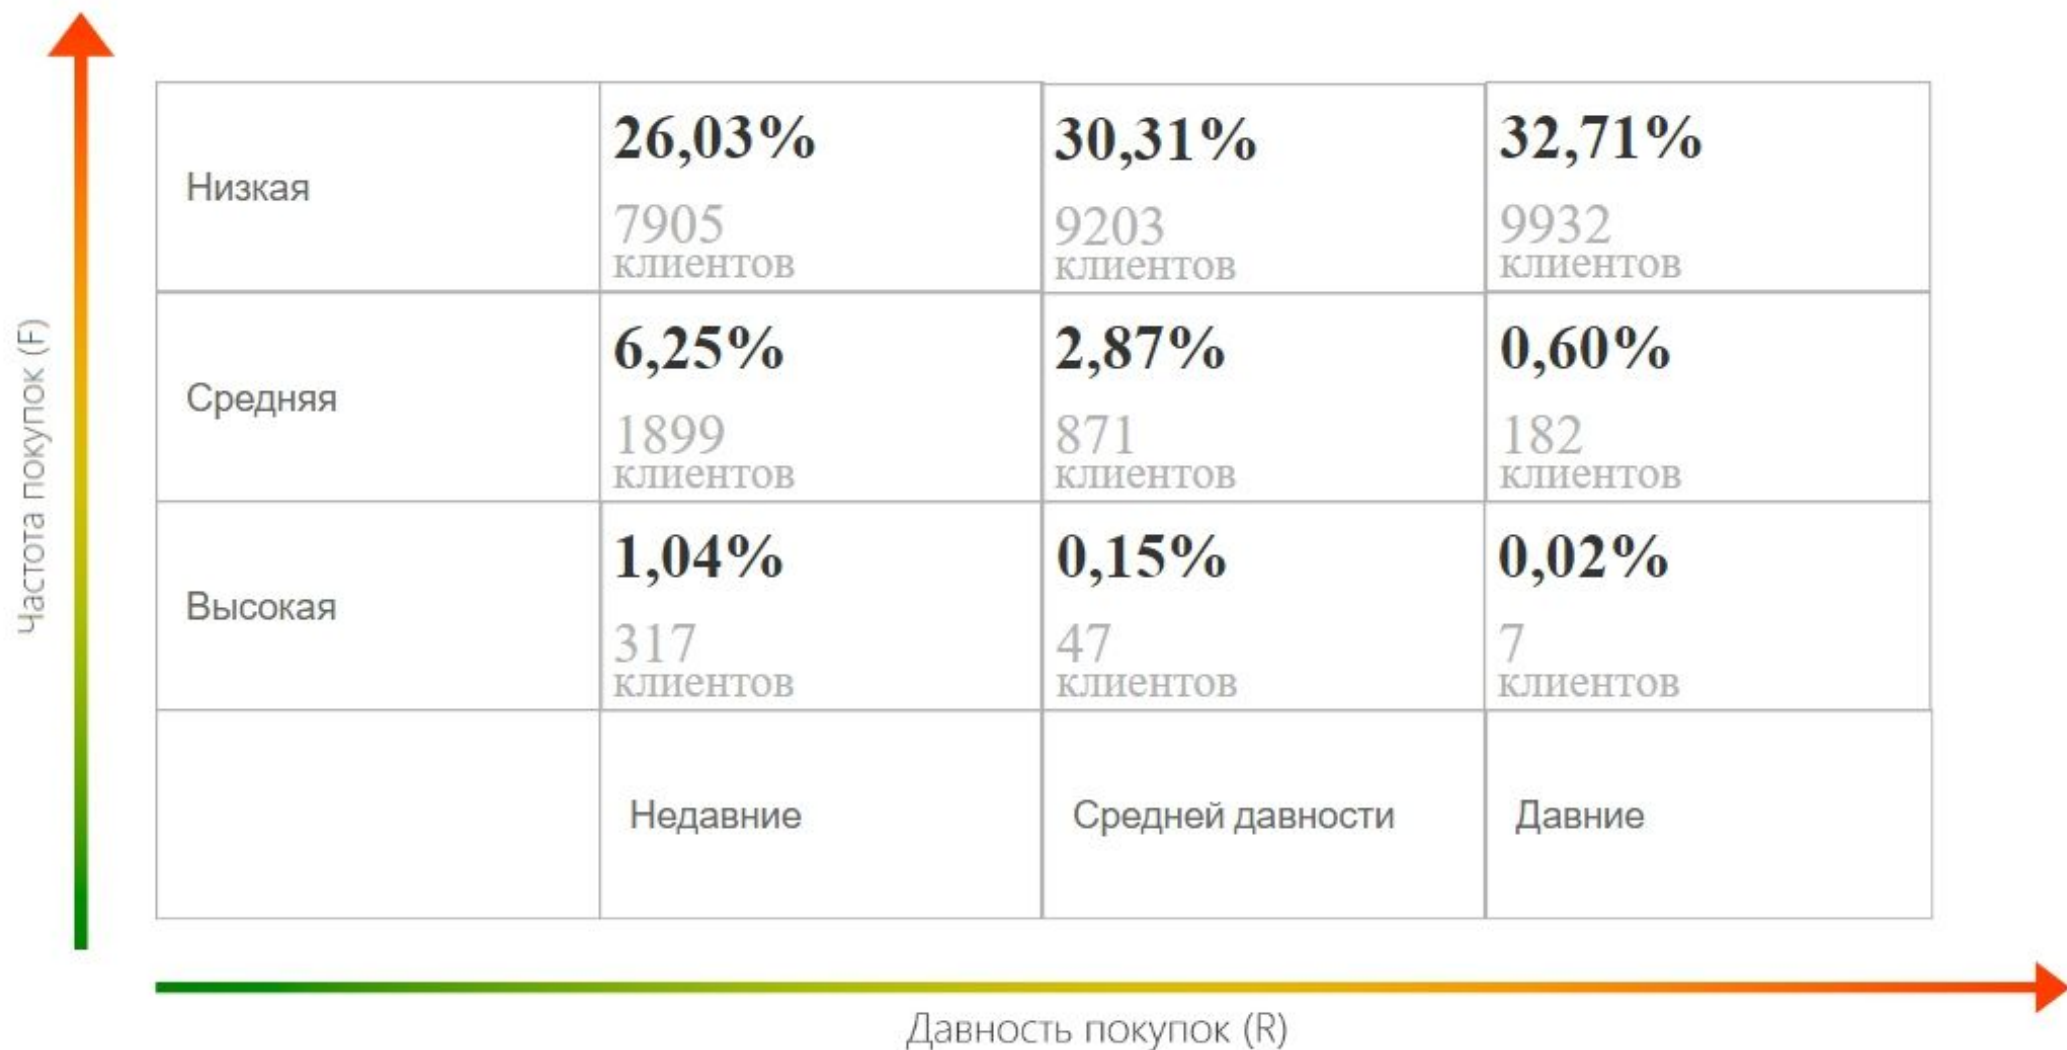 Частота покупок (F)
Низкая
26,03%
7905
клиентов
30,31%
9203
клиентов
32,71%
9932
клиентов
Средняя
6,25%
1899
клиентов
2,87%
871
клиентов
0,60%
182
клиентов
Высокая
1,04%
317
клиентов
0,15%
47
клиентов
0,02%
7
клиентов
Недавние
Средней давности
Давние
Давность покупок (R)